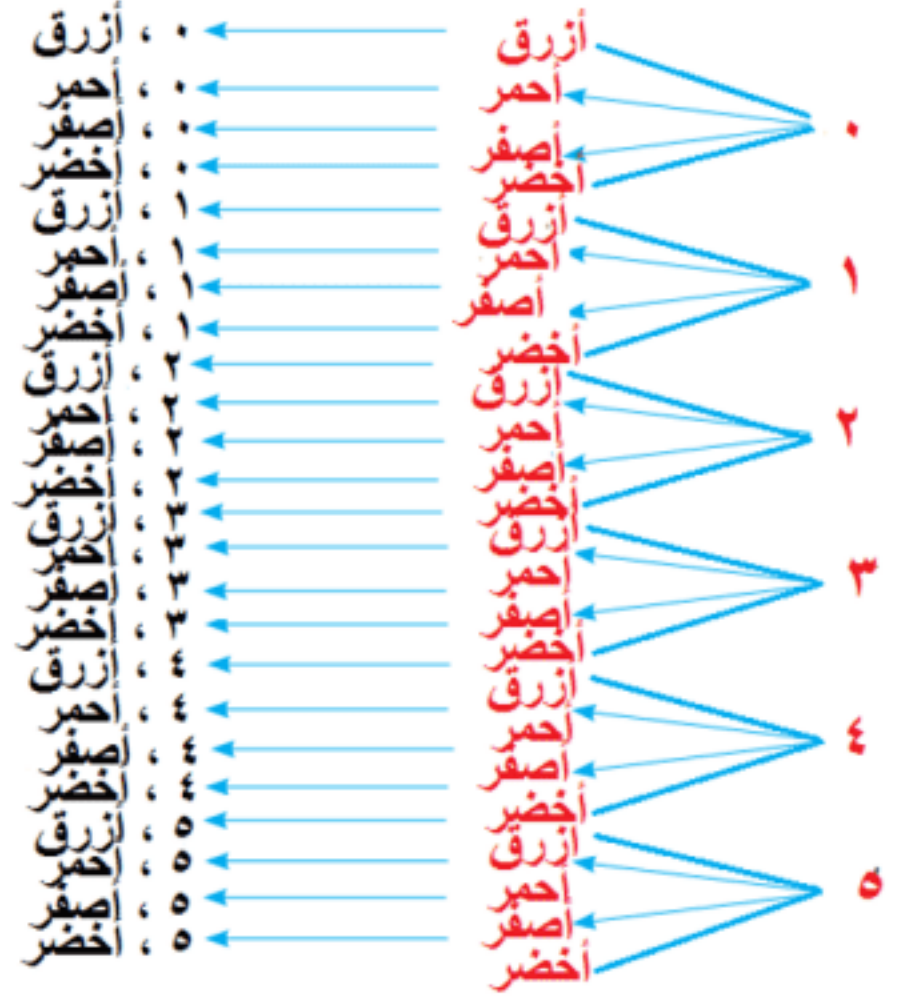 ٠
أزرق ٠ ، أزرق
أحمر ٠ ، أحمر
أصفر ٠ ، أصفر
أخضر ٠ ، أخضر
١
أزرق ١ ، أزرق
أحمر ١ ، أحمر
أصفر ١ ، أصفر
أخضر ١ ، أخضر
٢
أزرق ٢ ، أزرق
أحمر ٢ ، أحمر
أصفر ٢ ، أصفر
أخضر ٢ ، أخضر
٣
أزرق ٣ ، أزرق
أحمر ٣ ، أحمر
أصفر ٣ ، أصفر
أخضر ٣ ، أخضر
٤
أزرق ٤ ، أزرق
أحمر ٤ ، أحمر
أصفر ٤ ، أصفر
أخضر ٤ ، أخضر
٥
أزرق ٥ ، أزرق
أحمر ٥ ، أحمر
أصفر ٥ ، أصفر
أخضر ٥ ، أخضر